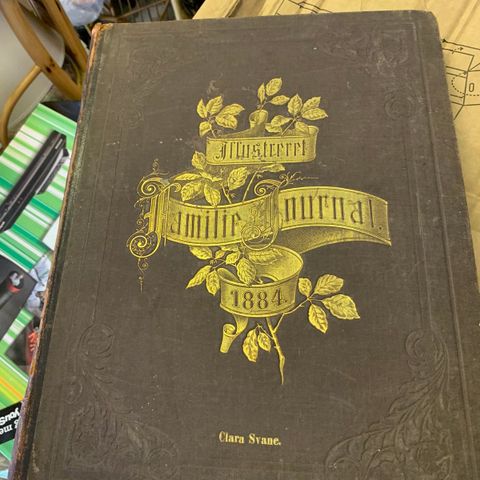 Illustreret
Familie Journal.
1884.
Clara Svane.